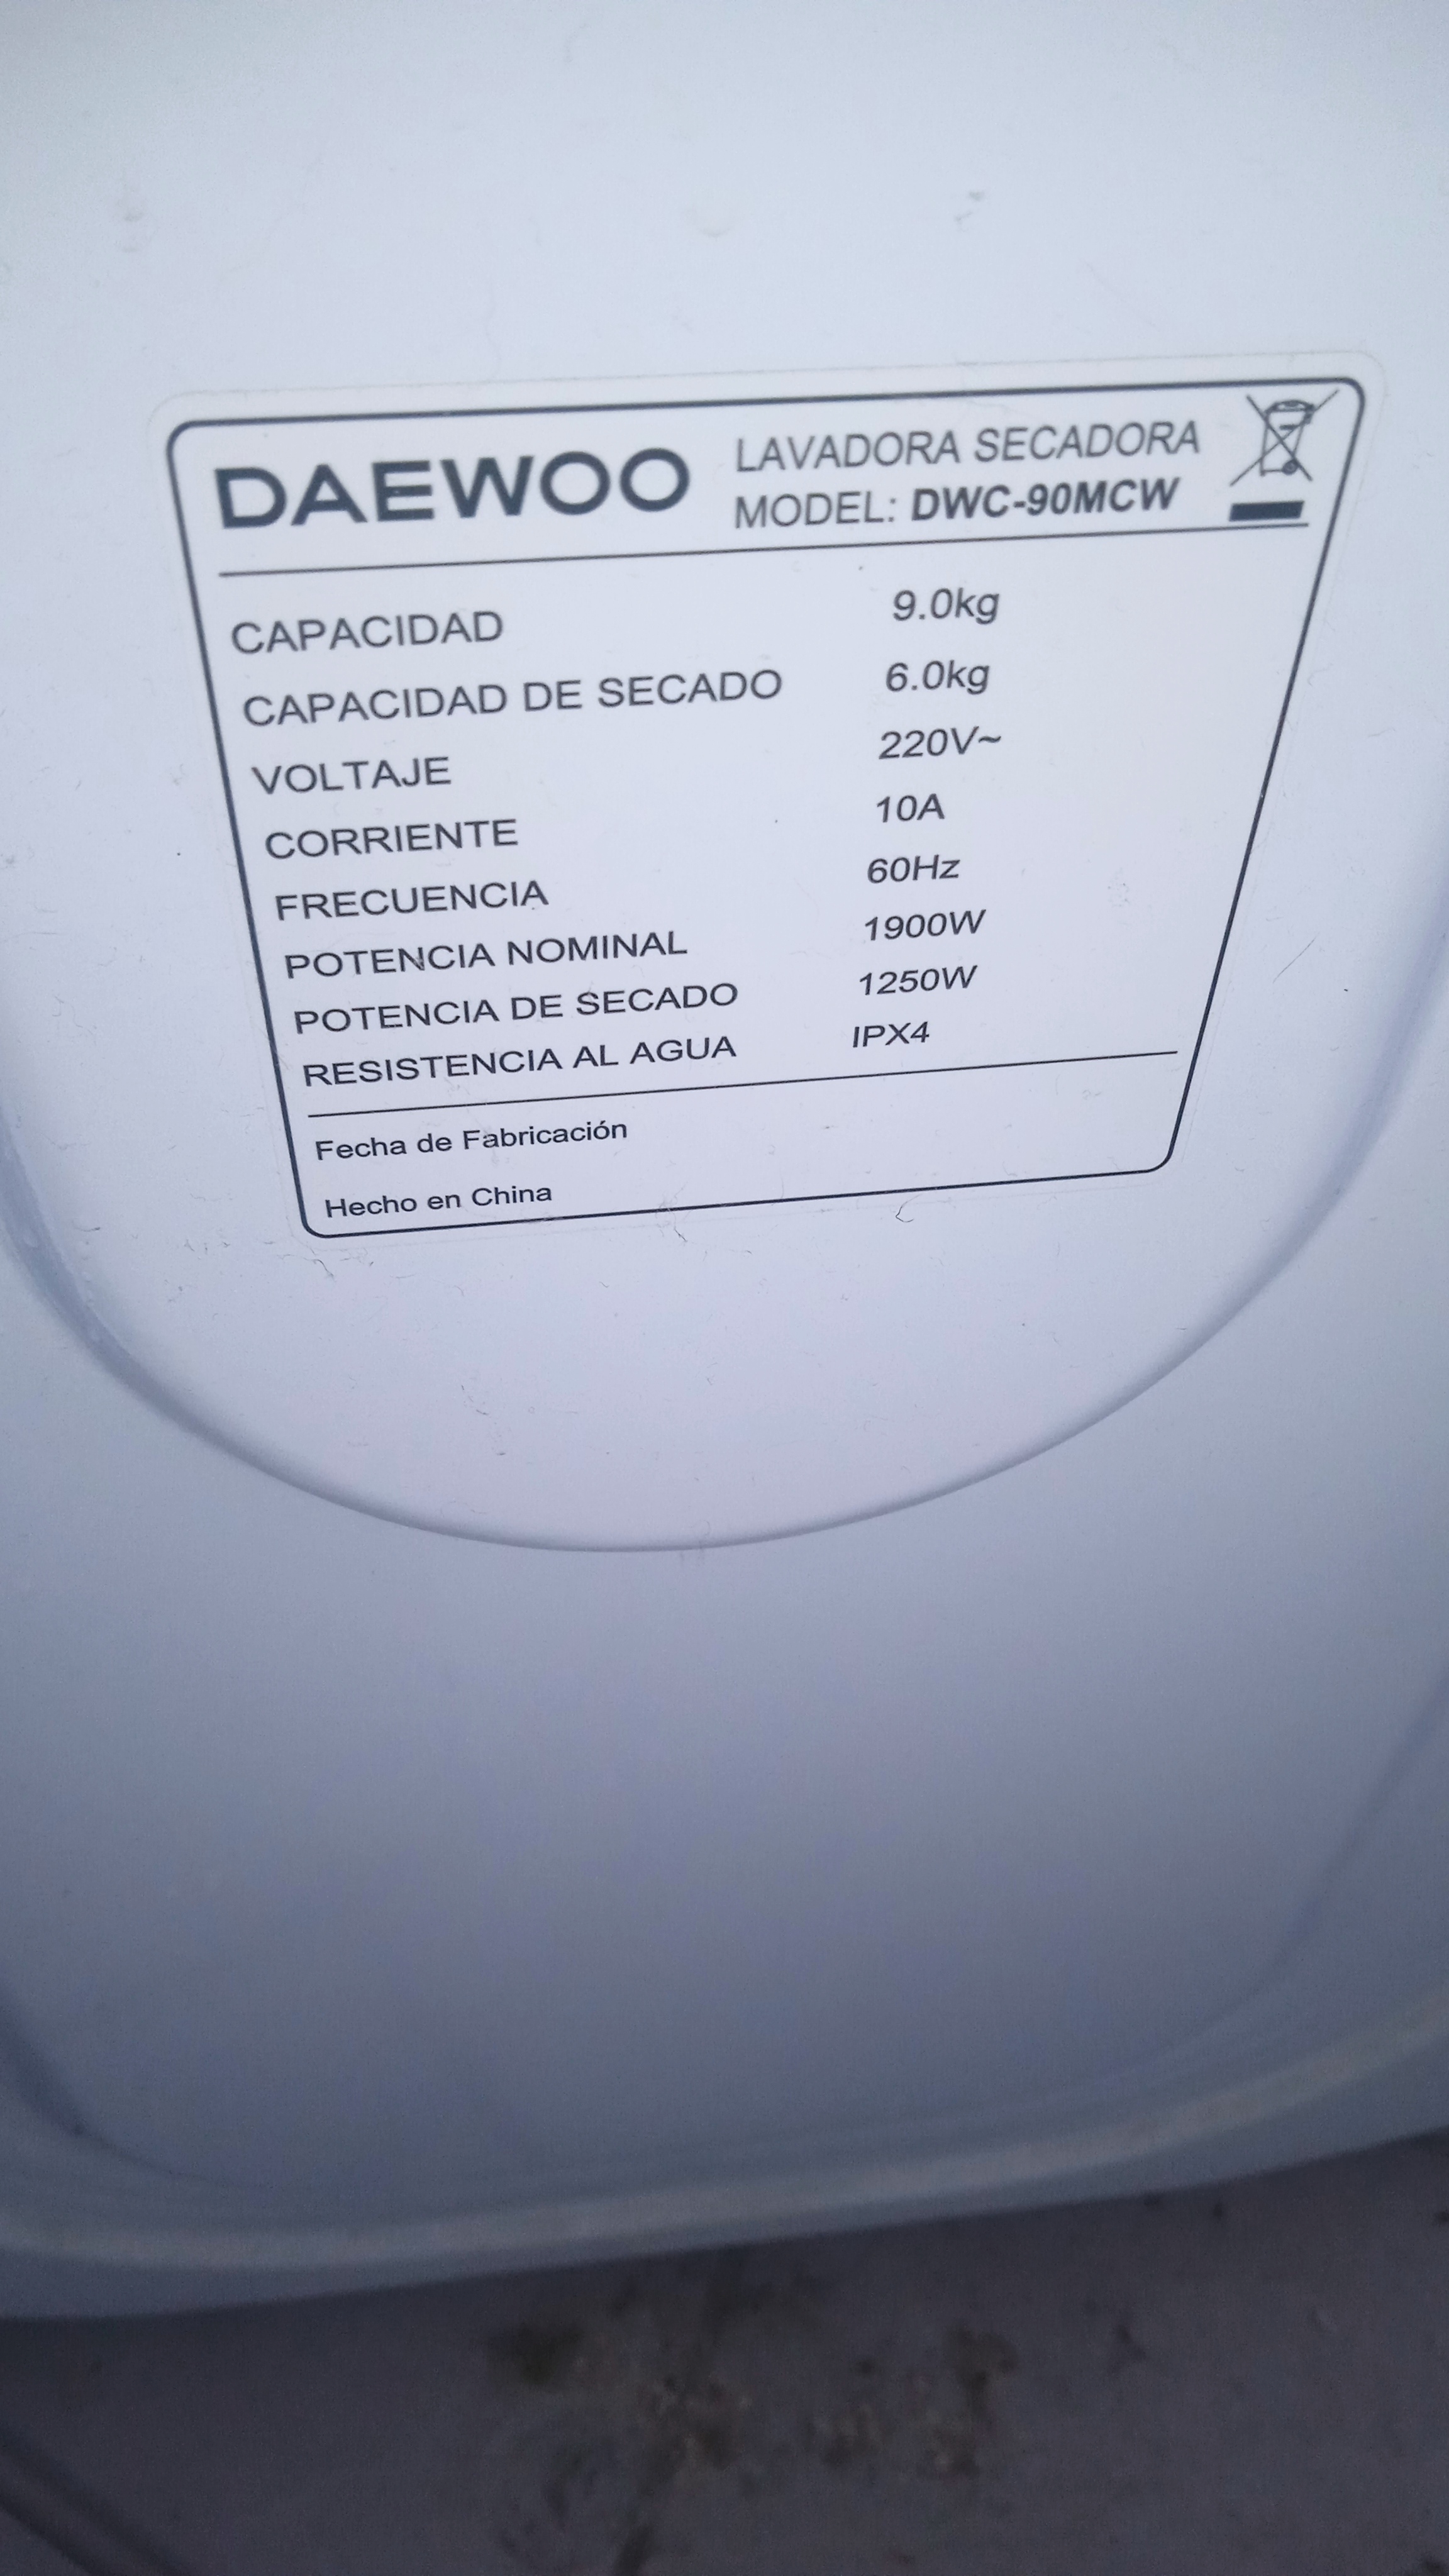 DAEWOO
LAVADORA SECADORA
MODEL: DWC-90MCW
CAPACIDAD 9.0kg
CAPACIDAD DE SECADO 6.0kg
VOLTAJE 220V~
CORRIENTE 10A
FRECUENCIA 60Hz
POTENCIA NOMINAL 1900W
POTENCIA DE SECADO 1250W
RESISTENCIA AL AGUA IPX4
Fecha de Fabricación
Hecho en China